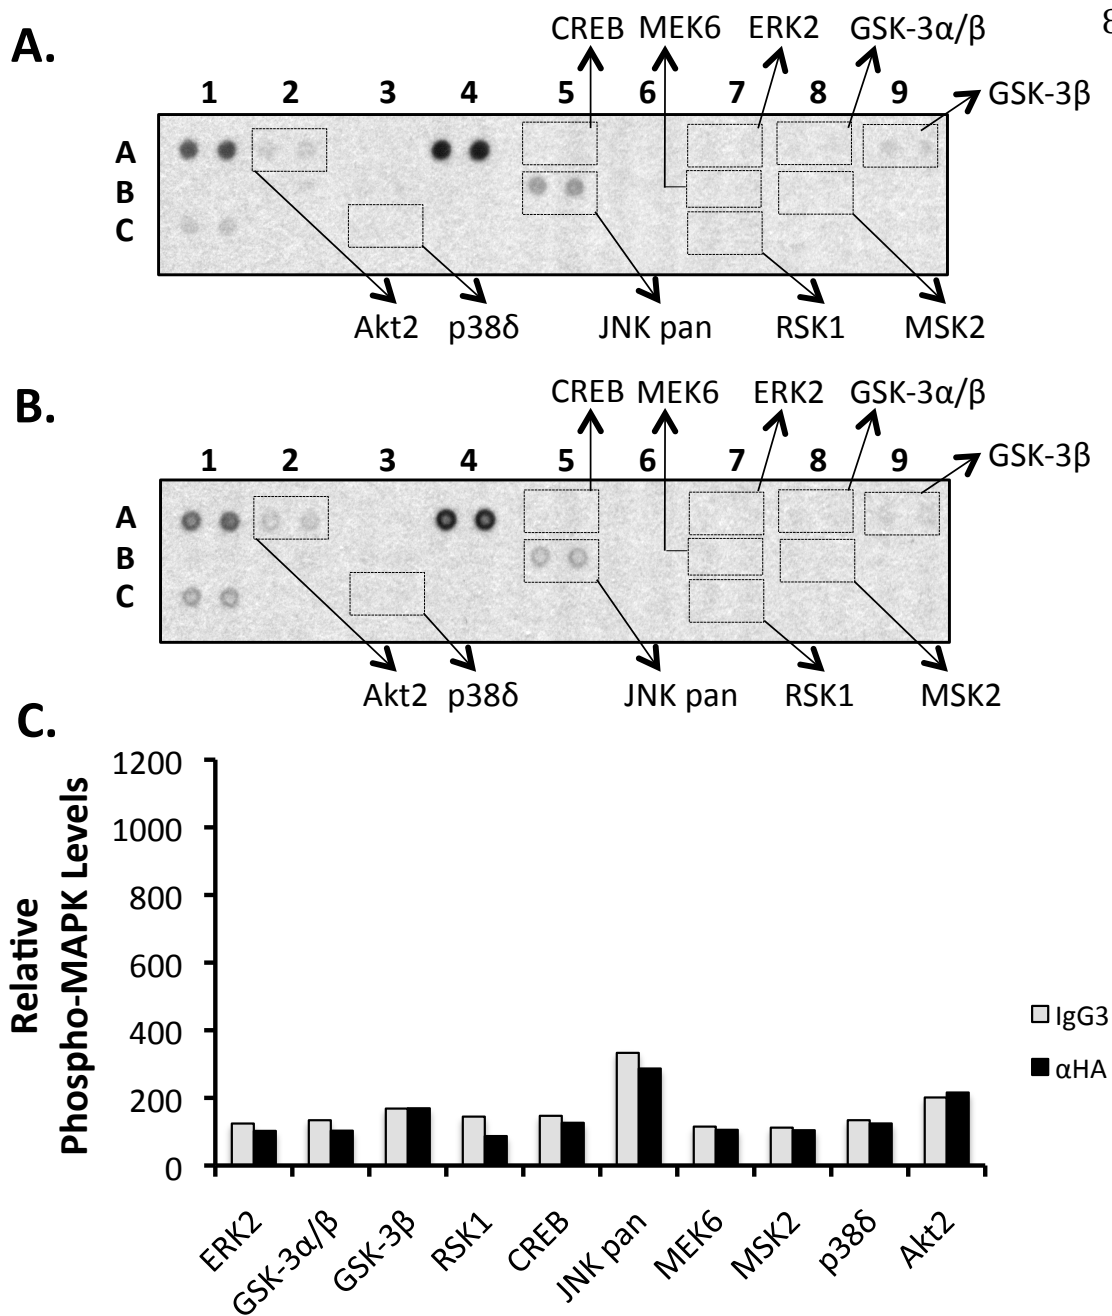 8
A.
CREB MEK6 ERK2 GSK-3α/β
1 2 3 4 5 6 7 8 9 GSK-3β
A
B
C
Akt2 p38δ JNK pan RSK1 MSK2
B.
CREB MEK6 ERK2 GSK-3α/β
1 2 3 4 5 6 7 8 9 GSK-3β
A
B
C
Akt2 p38δ JNK pan RSK1 MSK2
C.
Relative
Phospho-MAPK Levels
1200
1000
800
600
400
200
0
IgG3
αHA
ERK2 GSK-3α/β GSK-3β RSK1 CREB JNK pan MEK6 MSK2 p38δ Akt2